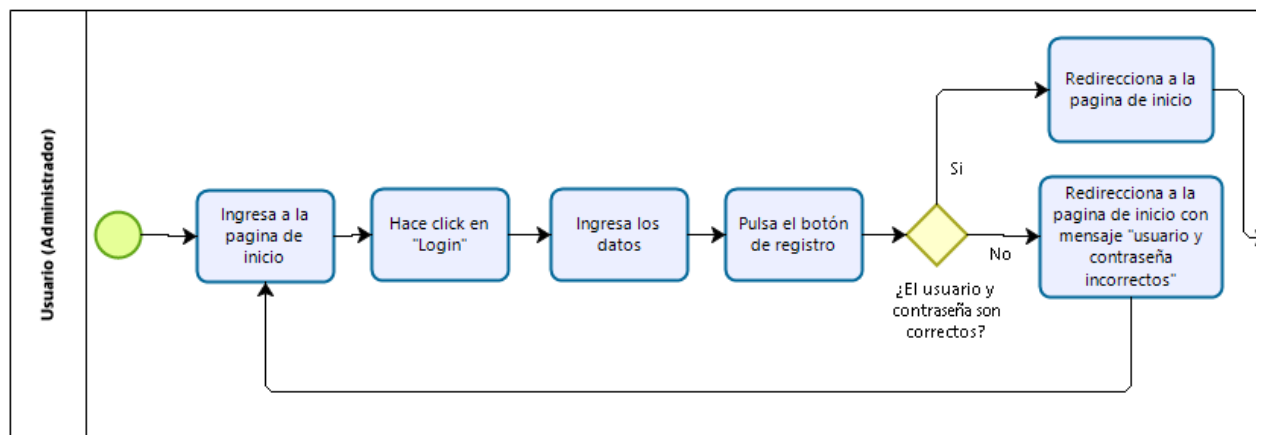 Usuario (Administrador)
Ingresa a la
pagina de
inicio
Hace click en
"Login"
Ingresa los
datos
Pulsa el botón
de registro
¿El usuario y
contraseña son
correctos?
Si
Redirecciona a la
pagina de inicio
No
Redirecciona a la
pagina de inicio con
mensaje "usuario y
contraseña
incorrectos"